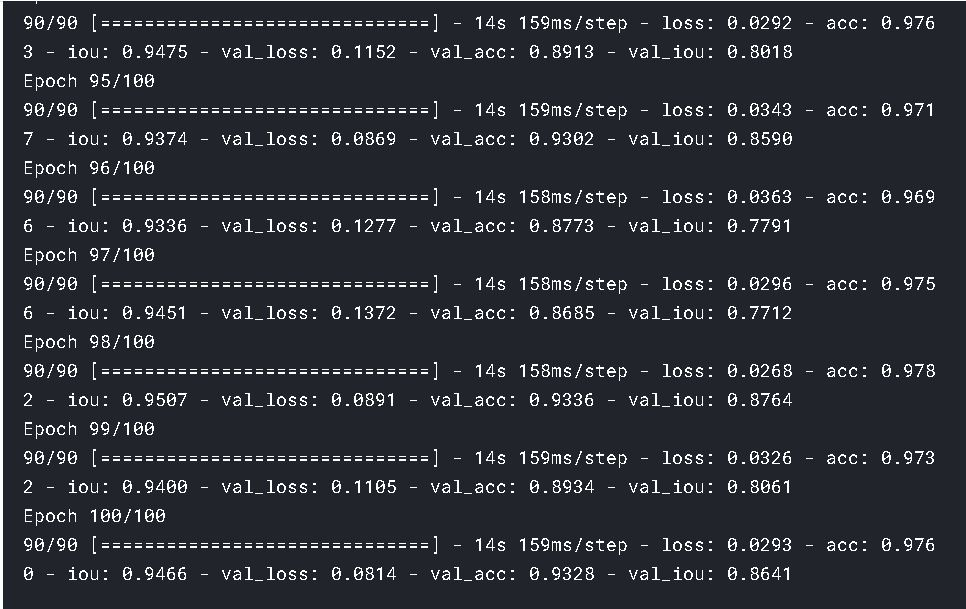 90/90 [==============================] - 14s 159ms/step - loss: 0.0292 - acc: 0.976
3 - iou: 0.9475 - val_loss: 0.1152 - val_acc: 0.8913 - val_iou: 0.8018
Epoch 95/100
90/90 [==============================] - 14s 159ms/step - loss: 0.0343 - acc: 0.971
7 - iou: 0.9374 - val_loss: 0.0869 - val_acc: 0.9302 - val_iou: 0.8590
Epoch 96/100
90/90 [==============================] - 14s 158ms/step - loss: 0.0363 - acc: 0.969
6 - iou: 0.9336 - val_loss: 0.1277 - val_acc: 0.8773 - val_iou: 0.7791
Epoch 97/100
90/90 [==============================] - 14s 158ms/step - loss: 0.0296 - acc: 0.975
6 - iou: 0.9451 - val_loss: 0.1372 - val_acc: 0.8685 - val_iou: 0.7712
Epoch 98/100
90/90 [==============================] - 14s 158ms/step - loss: 0.0268 - acc: 0.978
2 - iou: 0.9507 - val_loss: 0.0891 - val_acc: 0.9336 - val_iou: 0.8764
Epoch 99/100
90/90 [==============================] - 14s 159ms/step - loss: 0.0326 - acc: 0.973
2 - iou: 0.9400 - val_loss: 0.1105 - val_acc: 0.8934 - val_iou: 0.8061
Epoch 100/100
90/90 [==============================] - 14s 159ms/step - loss: 0.0293 - acc: 0.976
0 - iou: 0.9466 - val_loss: 0.0814 - val_acc: 0.9328 - val_iou: 0.8641